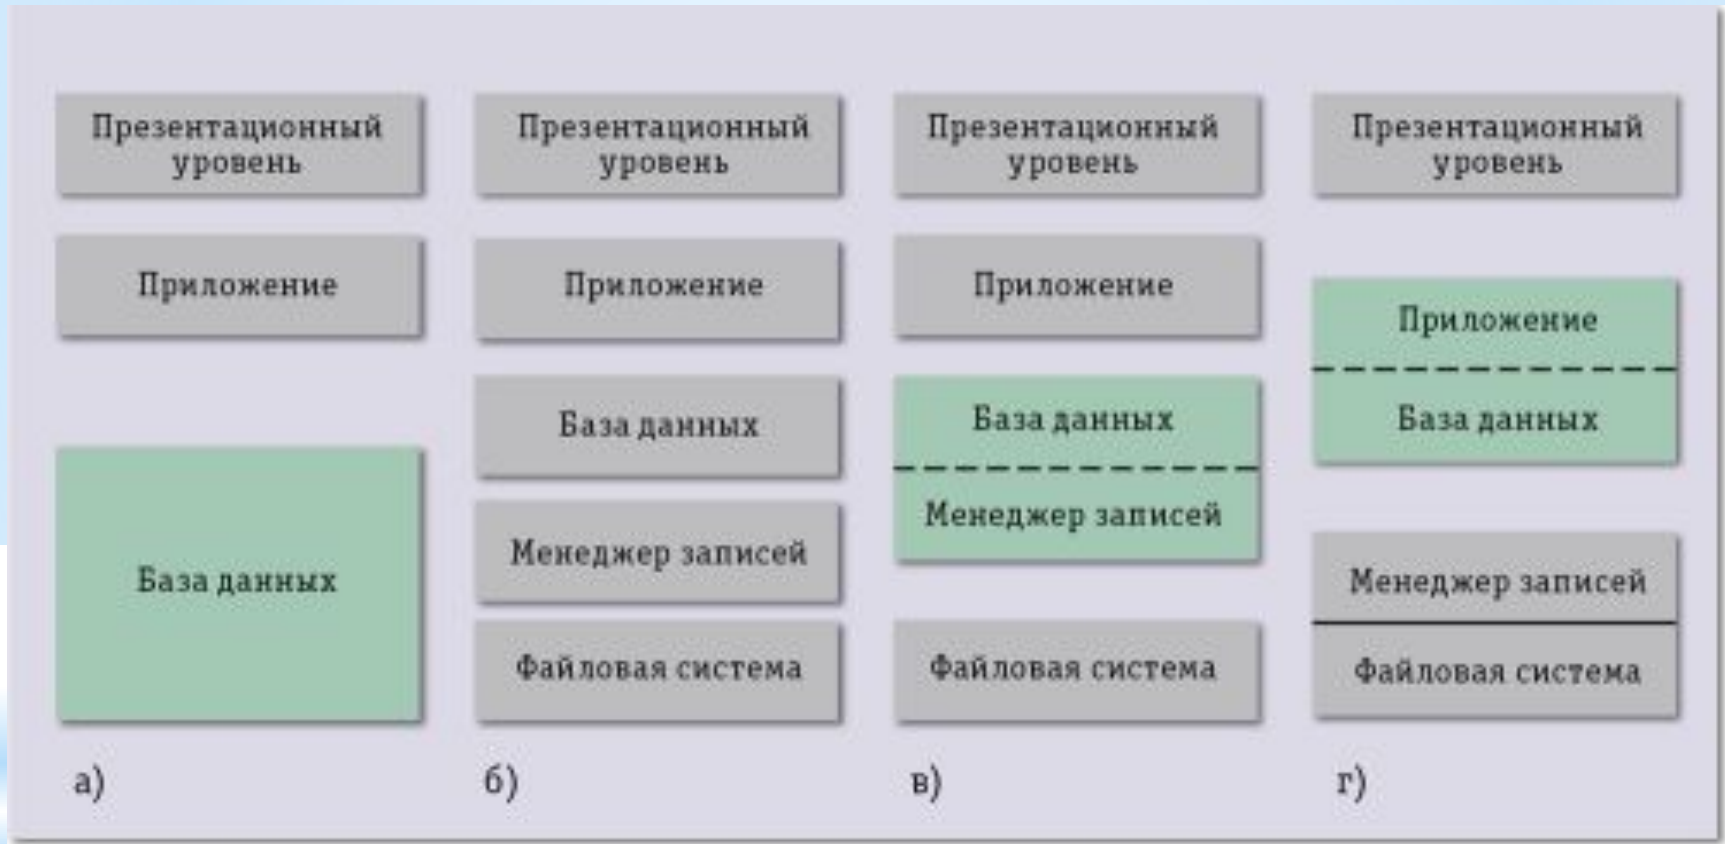 Презентационный
уровень
Приложение
База данных
а)
Презентационный
уровень
Приложение
База данных
Менеджер записей
Файловая система
б)
Презентационный
уровень
Приложение
База данных
Менеджер записей
Файловая система
в)
Презентационный
уровень
Приложение
База данных
Менеджер записей
Файловая система
г)